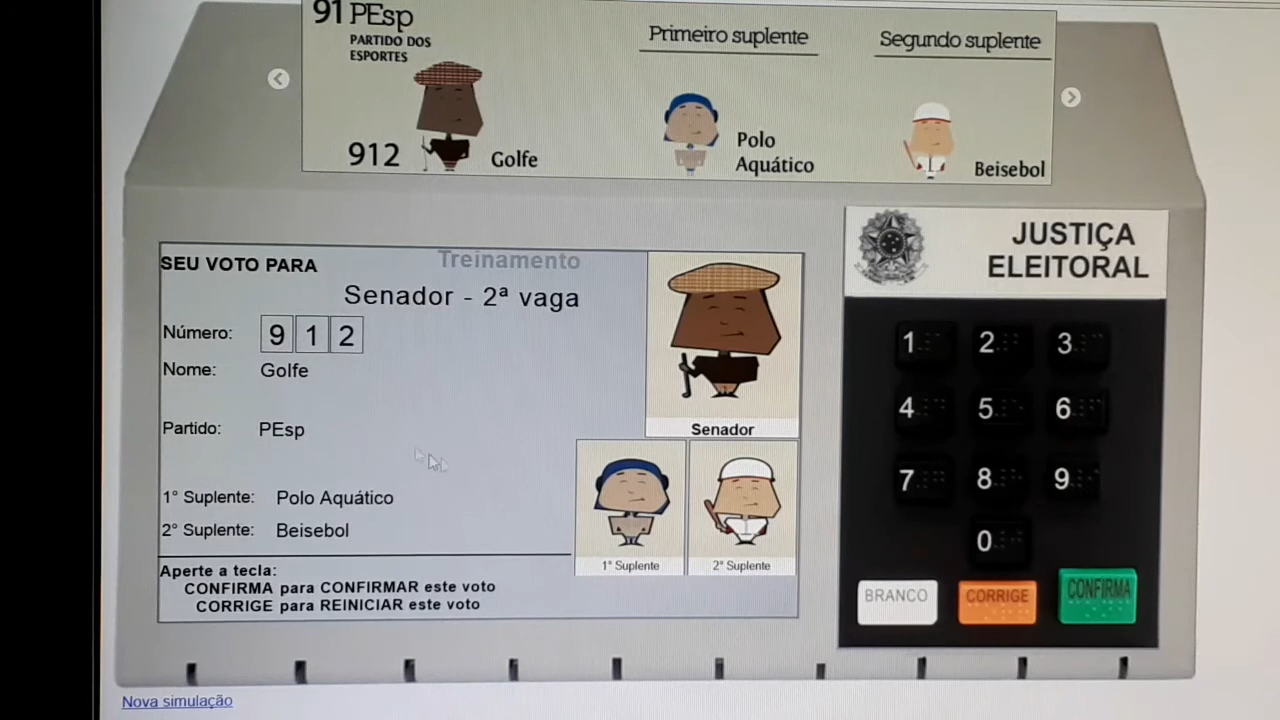 91 PEsp
PARTIDO DOS
ESPORTES
912
Golfe
Primeiro suplente
Polo
Aquático
Segundo suplente
Beisebol
SEU VOTO PARA
Treinamento
Senador - 2ª vaga
Número: 9 1 2
Nome: Golfe
Partido: PEsp
1° Suplente: Polo Aquático
2° Suplente: Beisebol
Senador
1° Suplente
2° Suplente
Aperte a tecla:
CONFIRMA para CONFIRMAR este voto
CORRIGE para REINICIAR este voto
JUSTIÇA
ELEITORAL
1 2 3
4 5 6
7 8 9
0
BRANCO CORRIGE CONFIRMA
Nova simulação